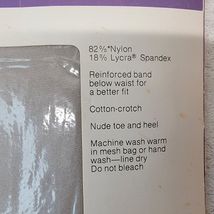 82%*Nylon
18% Lycra® Spandex
Reinforced band
below waist for
a better fit
Cotton-crotch
Nude toe and heel
Machine wash warm
in mesh bag or hand
wash—line dry
Do not bleach